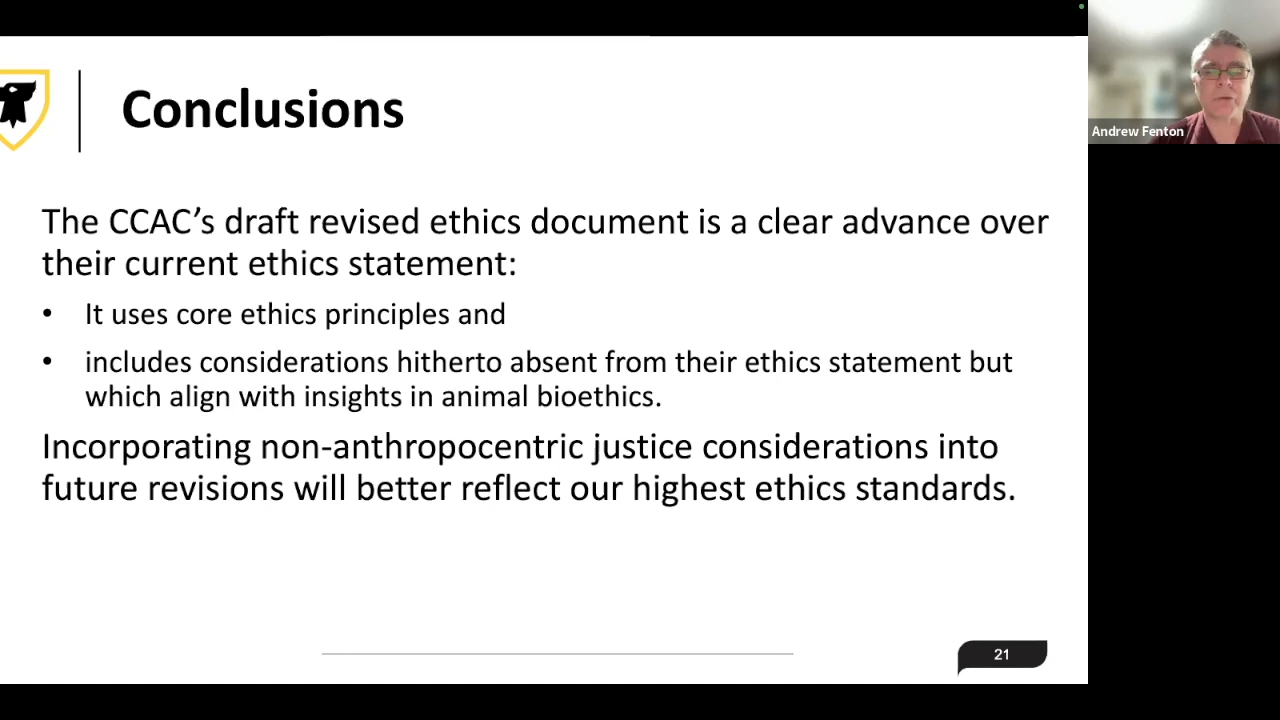 Conclusions
The CCAC’s draft revised ethics document is a clear advance over
their current ethics statement:
• It uses core ethics principles and
• includes considerations hitherto absent from their ethics statement but
which align with insights in animal bioethics.
Incorporating non-anthropocentric justice considerations into
future revisions will better reflect our highest ethics standards.
21
Andrew Fenton